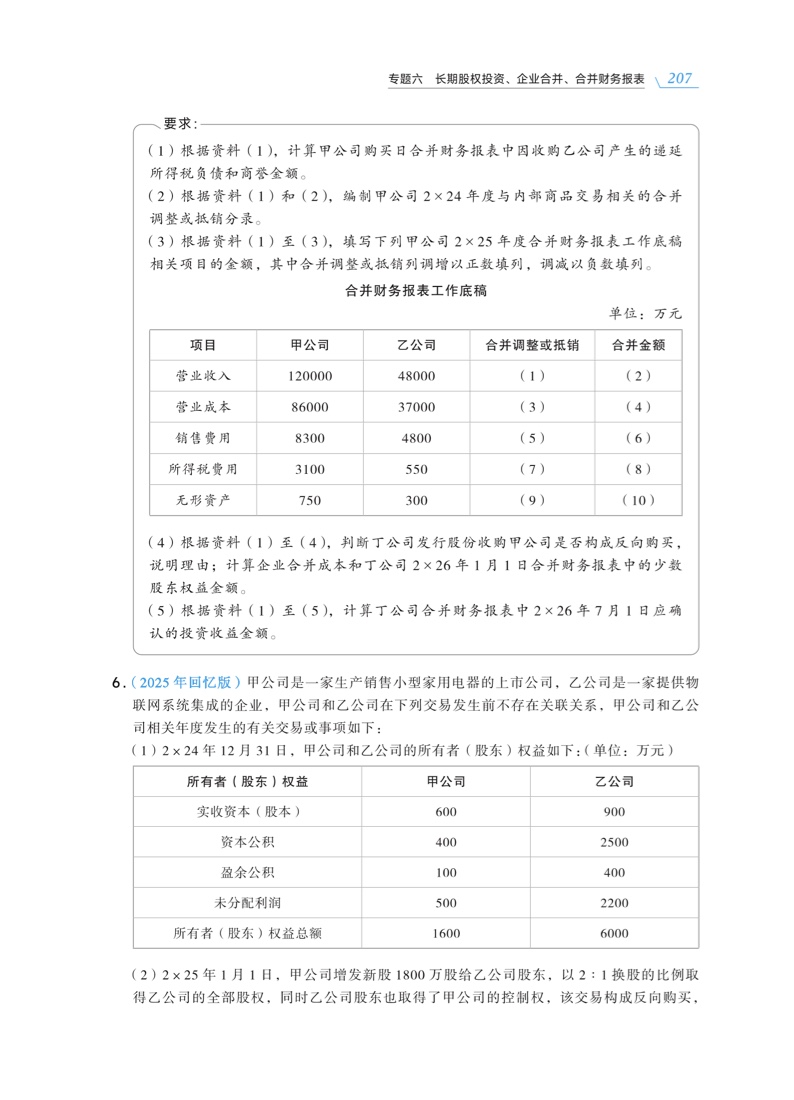 专题六 长期股权投资、企业合并、合并财务报表 207
要求：
（1）根据资料（1），计算甲公司购买日合并财务报表中因收购乙公司产生的递延
所得税负债和商誉金额。
（2）根据资料（1）和（2），编制甲公司 2×24 年度与内部商品交易相关的合并
调整或抵销分录。
（3）根据资料（1）至（3），填写下列甲公司 2×25 年度合并财务报表工作底稿
相关项目的金额，其中合并调整或抵销列调增以正数填列，调减以负数填列。
合并财务报表工作底稿
单位：万元
项目 甲公司 乙公司 合并调整或抵销 合并金额
营业收入 120000 48000 （1） （2）
营业成本 86000 37000 （3） （4）
销售费用 8300 4800 （5） （6）
所得税费用 3100 550 （7） （8）
无形资产 750 300 （9） （10）
（4）根据资料（1）至（4），判断丁公司发行股份收购甲公司是否构成反向购买，
说明理由；计算企业合并成本和丁公司 2×26 年 1 月 1 日合并财务报表中的少数
股东权益金额。
（5）根据资料（1）至（5），计算丁公司合并财务报表中 2×26 年 7 月 1 日应确
认的投资收益金额。
6.（2025 年回忆版）甲公司是一家生产销售小型家用电器的上市公司，乙公司是一家提供物
联网系统集成的企业，甲公司和乙公司在下列交易发生前不存在关联关系，甲公司和乙公
司相关年度发生的有关交易或事项如下：
（1）2×24 年 12 月 31 日，甲公司和乙公司的所有者（股东）权益如下：（单位：万元）
所有者（股东）权益 甲公司 乙公司
实收资本（股本） 600 900
资本公积 400 2500
盈余公积 100 400
未分配利润 500 2200
所有者（股东）权益总额 1600 6000
（2）2×25 年 1 月 1 日，甲公司增发新股 1800 万股给乙公司股东，以 2∶1 换股的比例取
得乙公司的全部股权，同时乙公司股东也取得了甲公司的控制权，该交易构成反向购买，